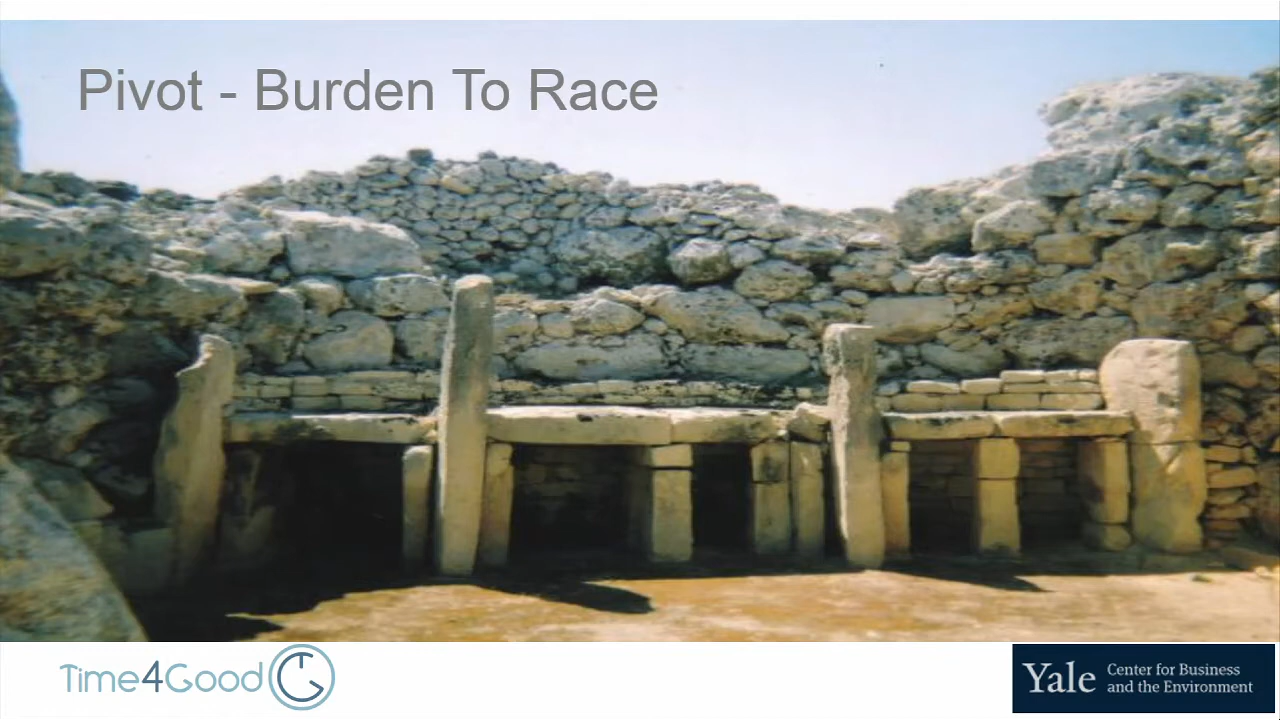 Pivot - Burden To Race
Time4Good
Yale Center for Business
and the Environment